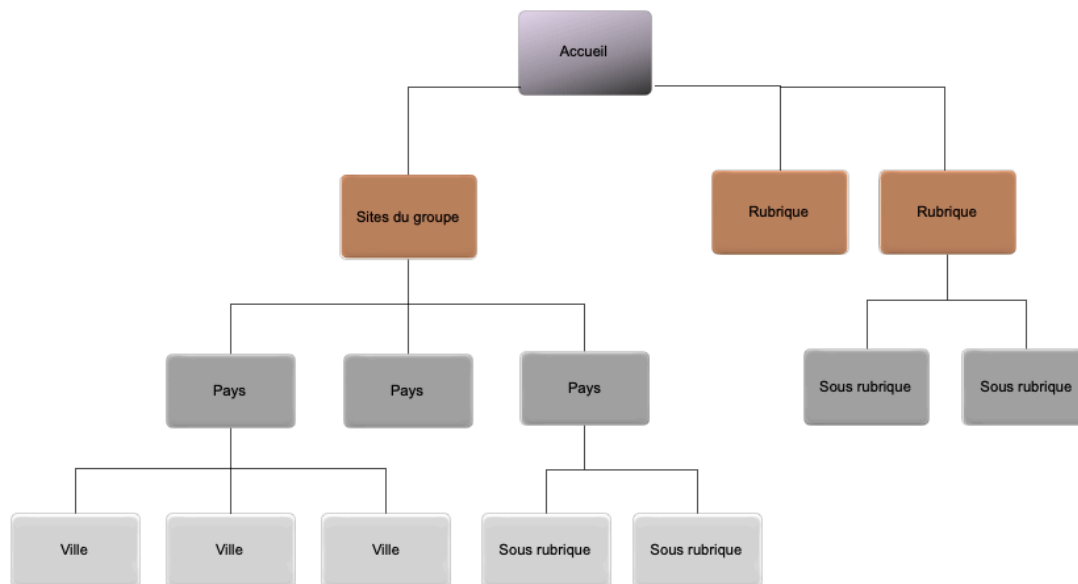 Accueil
Sites du groupe
Rubrique
Rubrique
Pays
Pays
Pays
Sous rubrique
Sous rubrique
Ville
Ville
Ville
Sous rubrique
Sous rubrique